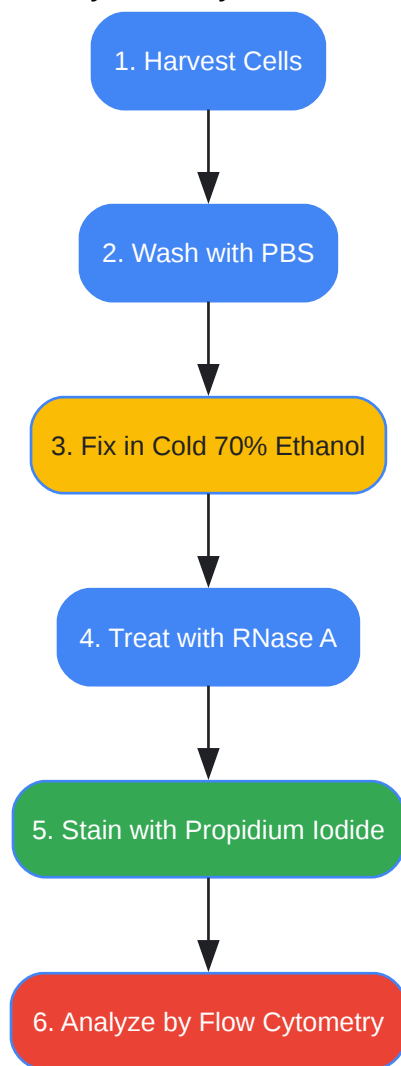 1. Harvest Cells
2. Wash with PBS
3. Fix in Cold 70% Ethanol
4. Treat with RNase A
5. Stain with Propidium Iodide
6. Analyze by Flow Cytometry